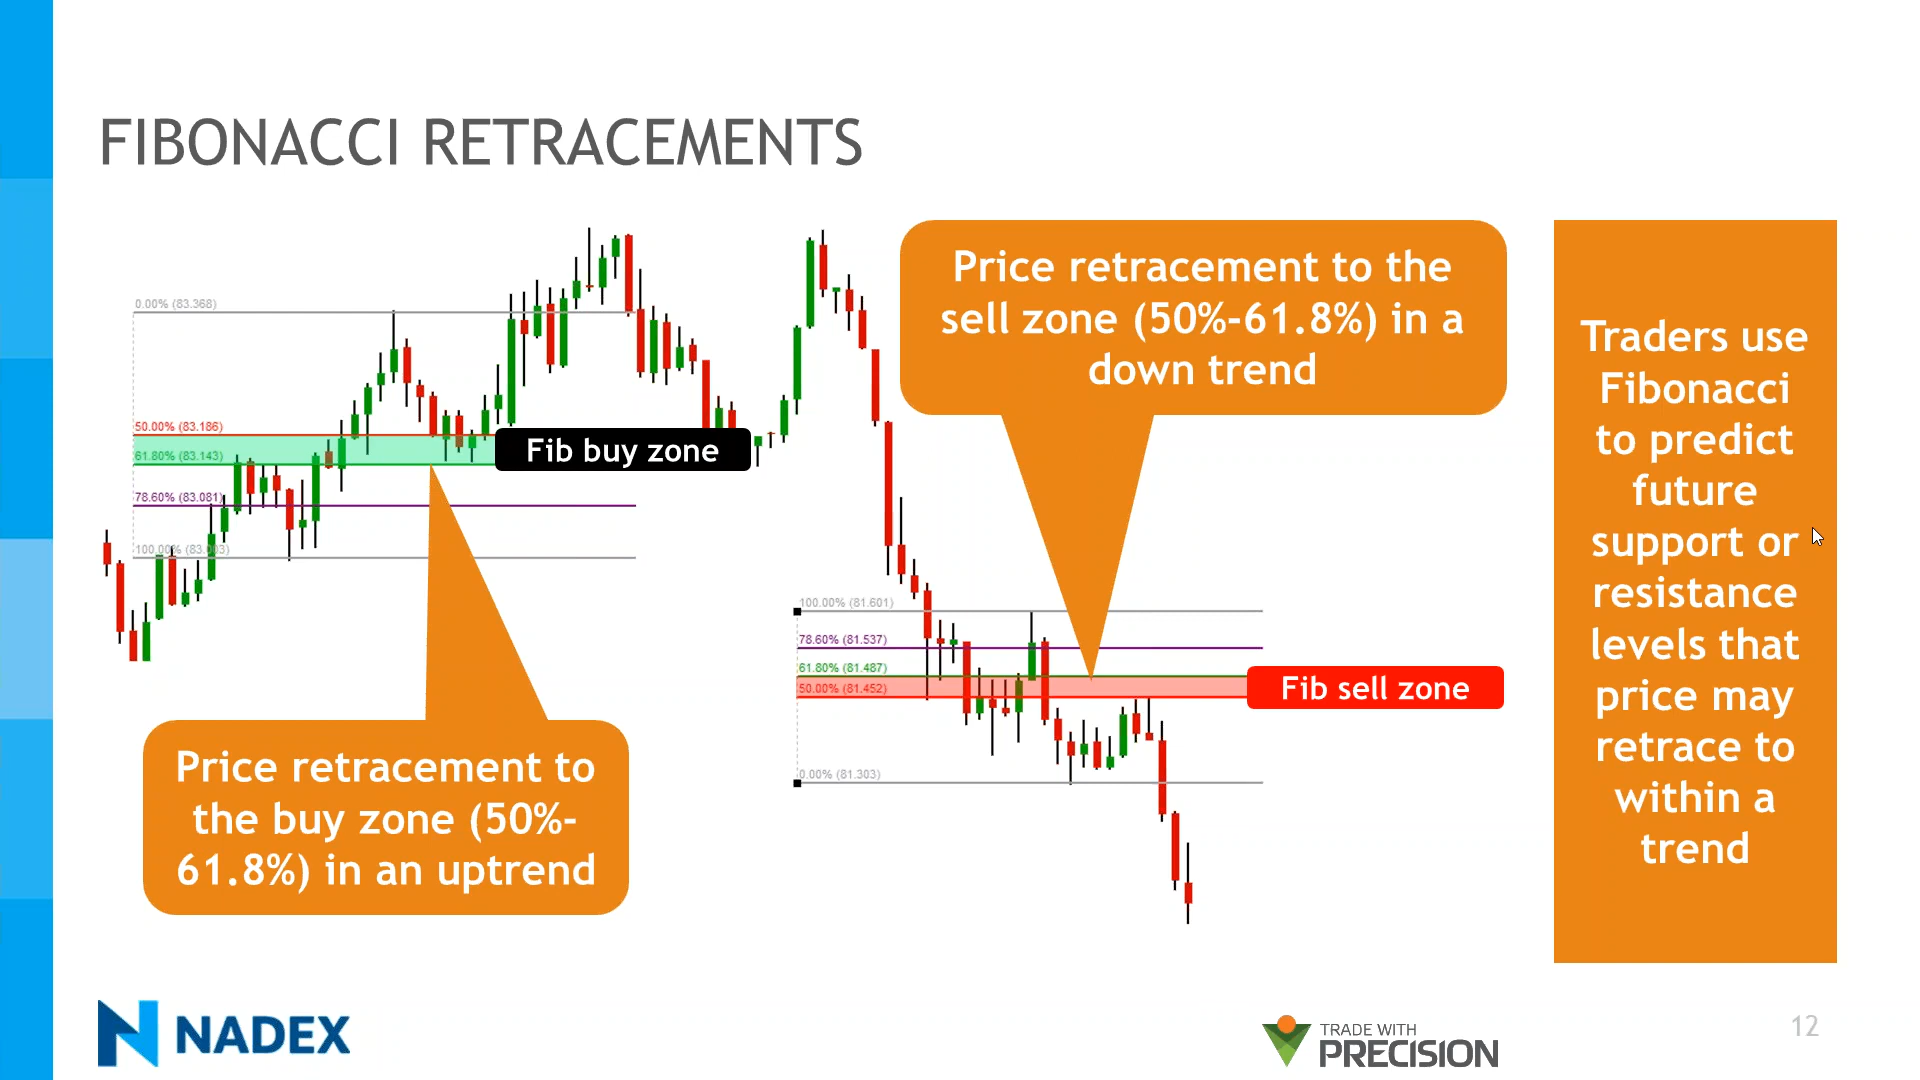 FIBONACCI RETRACEMENTS
0.00% (83.368)
50.00% (83.186)
61.80% (83.143)
78.60% (83.081)
100.00% (83.003)
Fib buy zone
Price retracement to
the buy zone (50%-
61.8%) in an uptrend
Price retracement to the
sell zone (50%-61.8%) in a
down trend
100.00% (81.601)
78.60% (81.537)
61.80% (81.487)
50.00% (81.452)
0.00% (81.303)
Fib sell zone
Traders use
Fibonacci
to predict
future
support or
resistance
levels that
price may
retrace to
within a
trend
NADEX
TRADE WITH
PRECISION
12